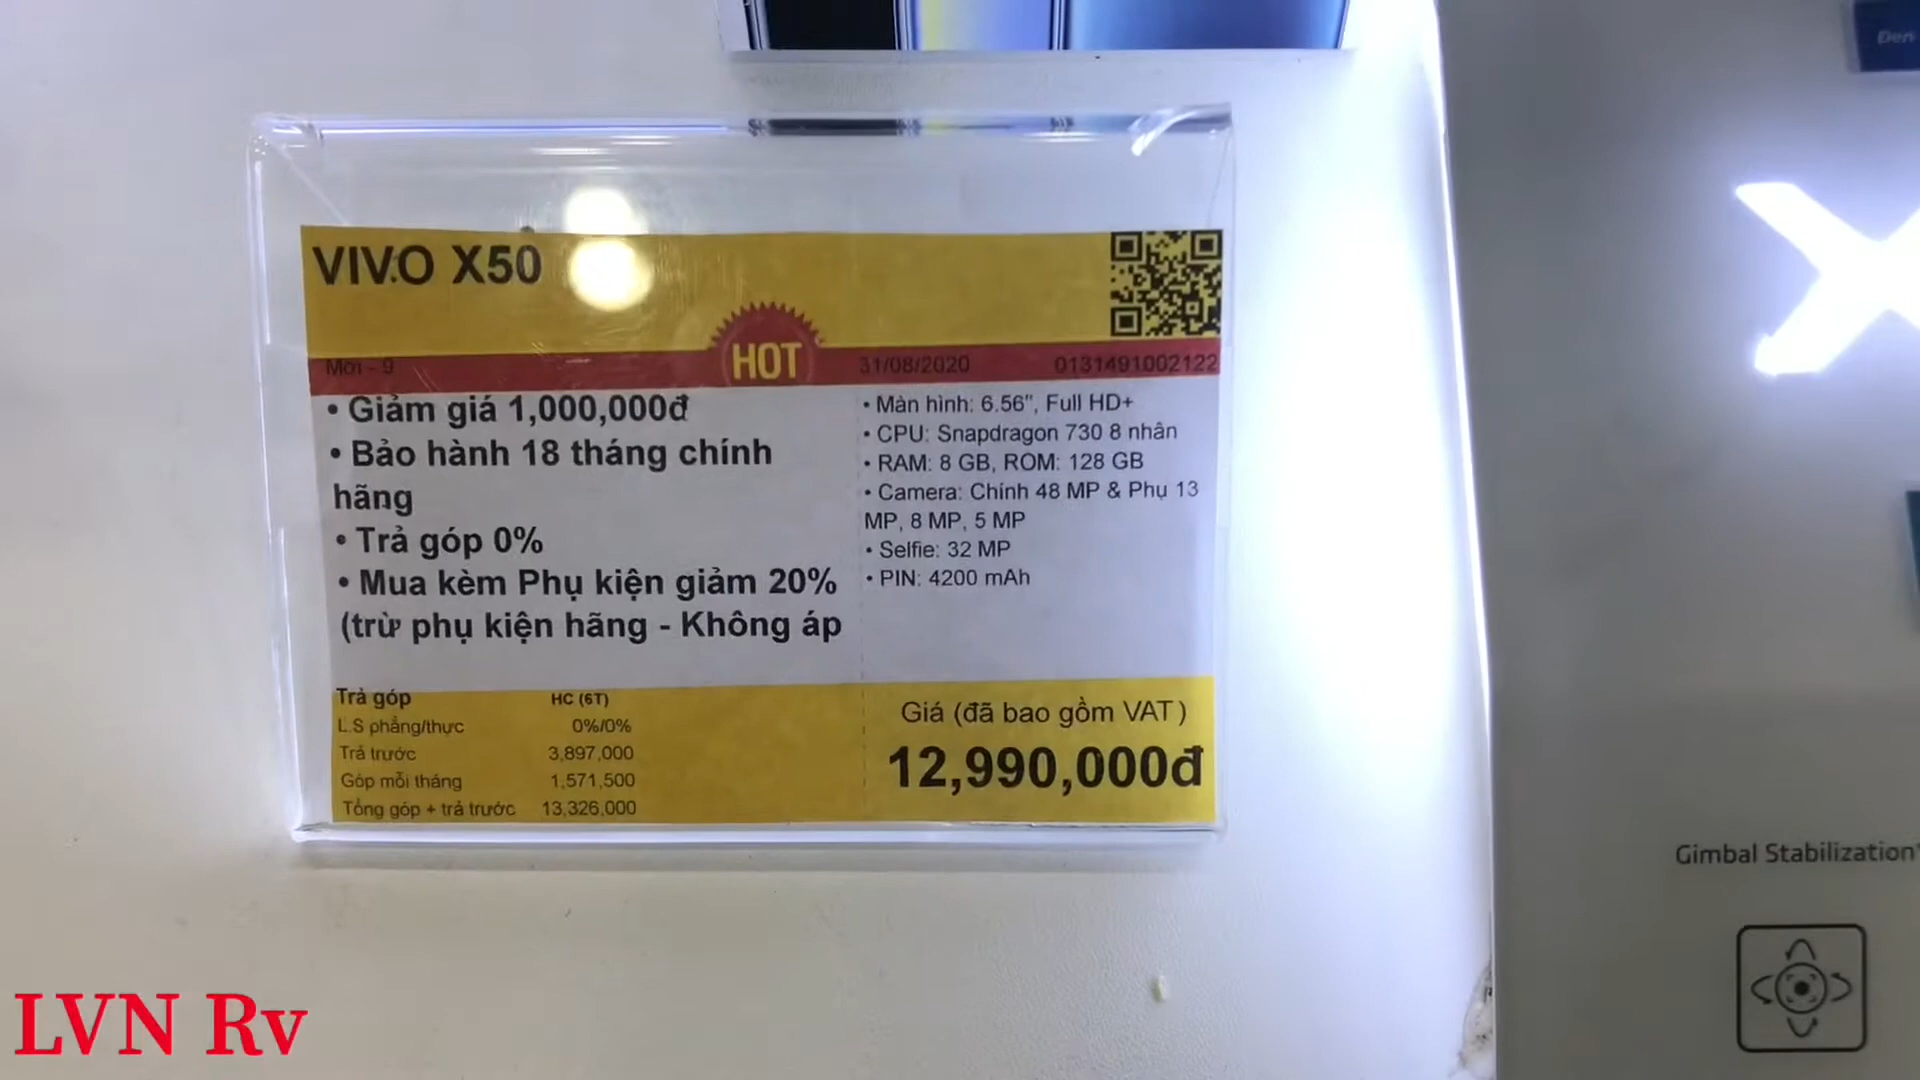 Đen
VIVO X50
HOT
Mới - 9
31/08/2020
0131491002122
• Giảm giá 1,000,000đ
• Bảo hành 18 tháng chính
hãng
• Trả góp 0%
• Mua kèm Phụ kiện giảm 20%
(trừ phụ kiện hãng - Không áp
• Màn hình: 6.56", Full HD+
• CPU: Snapdragon 730 8 nhân
• RAM: 8 GB, ROM: 128 GB
• Camera: Chính 48 MP & Phụ 13
MP, 8 MP, 5 MP
• Selfie: 32 MP
• PIN: 4200 mAh
Trả góp HC (6T)
L.S phẳng/thực 0%/0%
Trả trước 3,897,000
Góp mỗi tháng 1,571,500
Tổng góp + trả trước 13,326,000
Giá (đã bao gồm VAT)
12,990,000đ
X
Gimbal Stabilization
LVN Rv